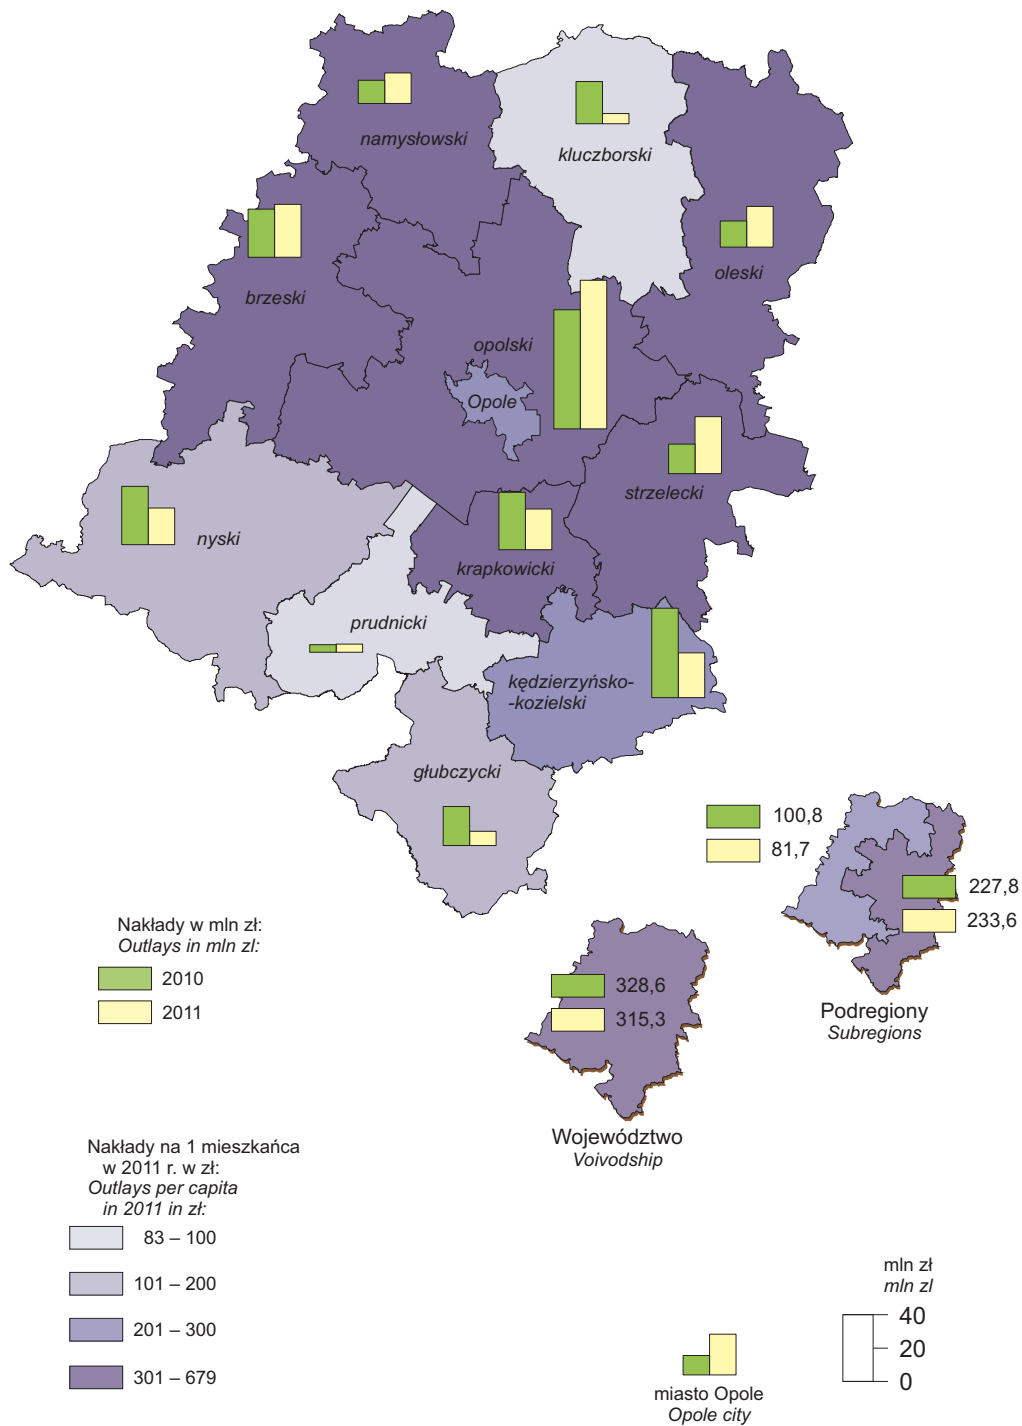 namysłowski
kluczborski
oleski
brzeski
opolski
Opole
strzelecki
nyski
krapkowicki
prudnicki
kędzierzyńsko-
-kozielski
głubczycki
100,8
81,7
227,8
233,6
Podregiony
Subregions
Nakłady w mln zł:
Outlays in mln zl:
2010
2011
328,6
315,3
Województwo
Voivodship
Nakłady na 1 mieszkańca
w 2011 r. w zł:
Outlays per capita
in 2011 in zł:
83 – 100
101 – 200
201 – 300
301 – 679
mln zł
mln zl
40
20
0
miasto Opole
Opole city